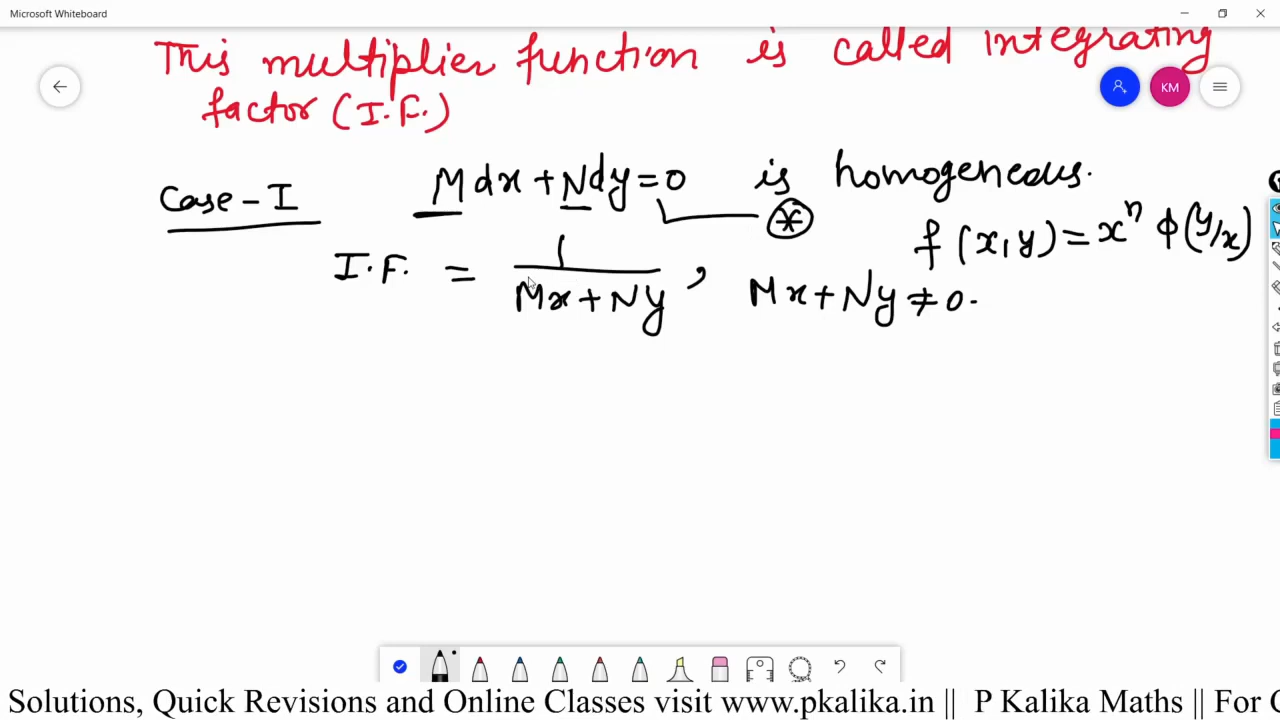 Microsoft Whiteboard
This multiplier function is called integrating
factor (I.F.)
KM
Case - I Mdx + Ndy = 0 is homogeneous.
⊛
f(x,y) = x^n ϕ(y/x)
I.F. = 1/(Mx + Ny), Mx + Ny ≠ 0.
Solutions, Quick Revisions and Online Classes visit www.pkalika.in || P Kalika Maths || For C